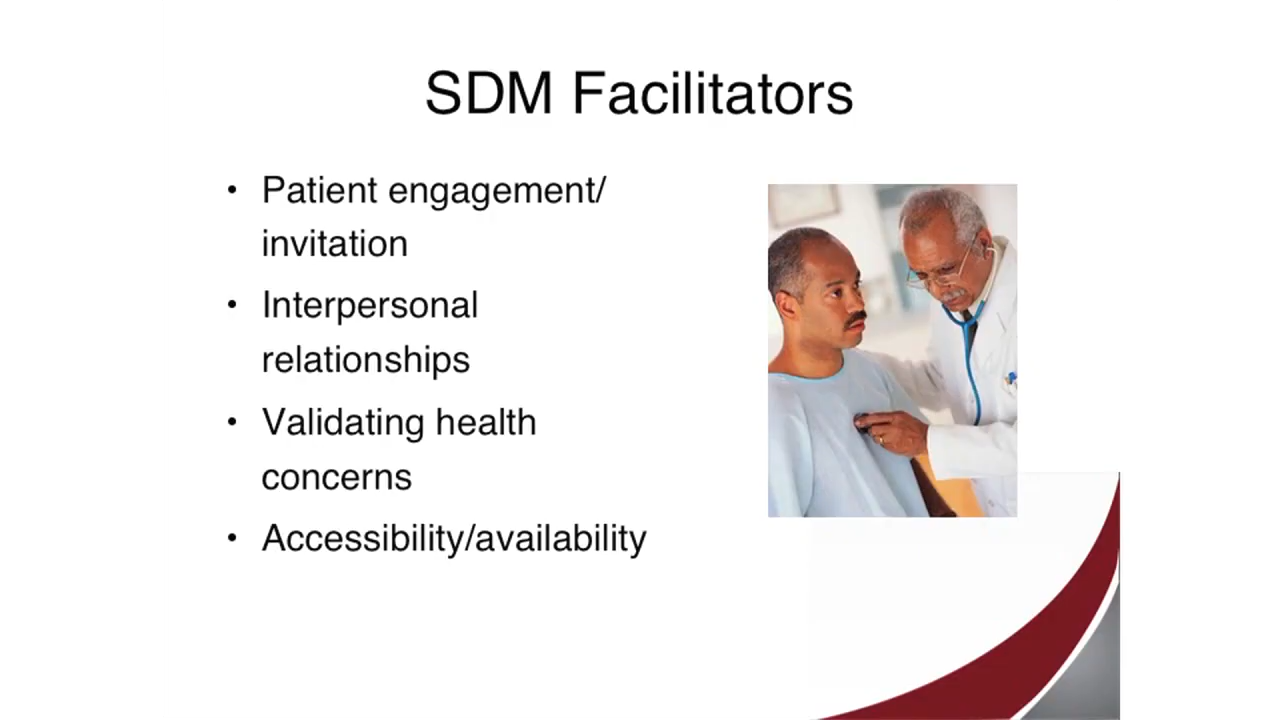 SDM Facilitators
• Patient engagement/
invitation
• Interpersonal
relationships
• Validating health
concerns
• Accessibility/availability